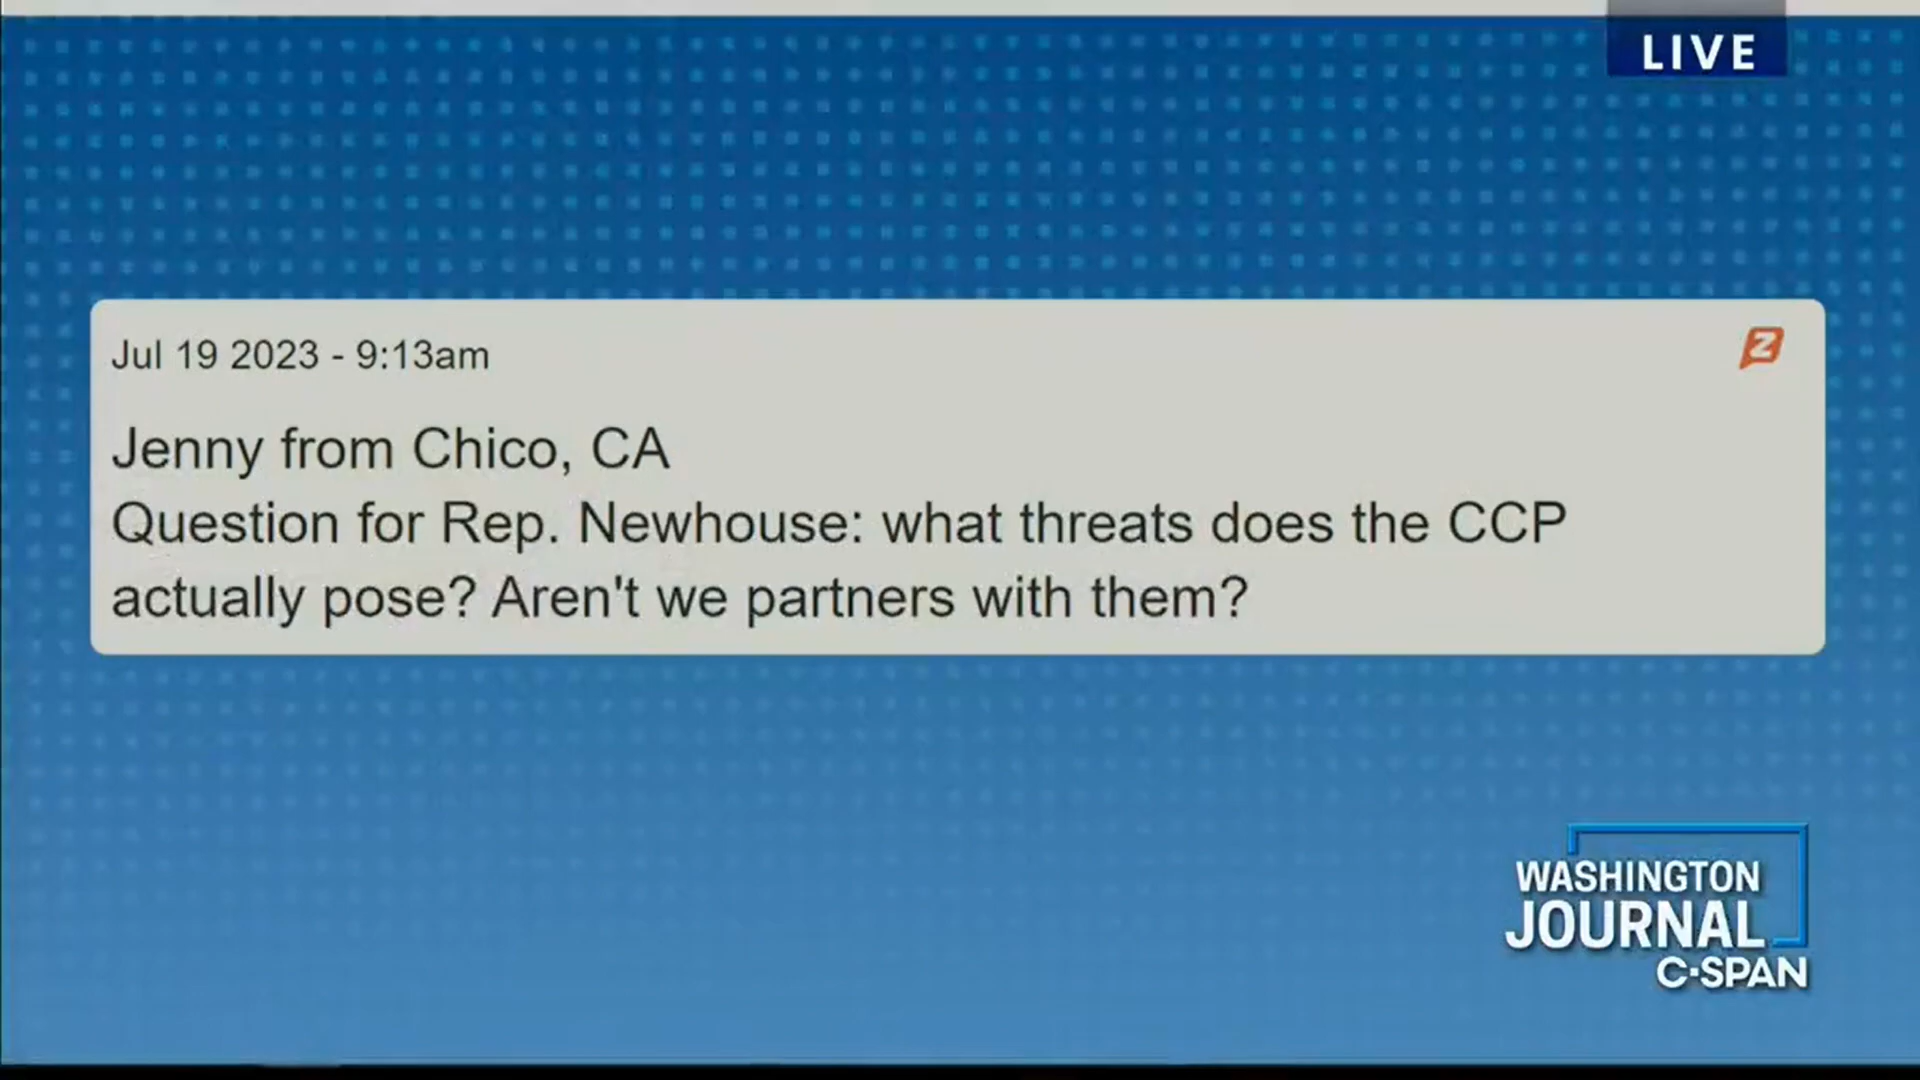 LIVE
Jul 19 2023 - 9:13am
Z
Jenny from Chico, CA
Question for Rep. Newhouse: what threats does the CCP
actually pose? Aren't we partners with them?
WASHINGTON
JOURNAL
C·SPAN